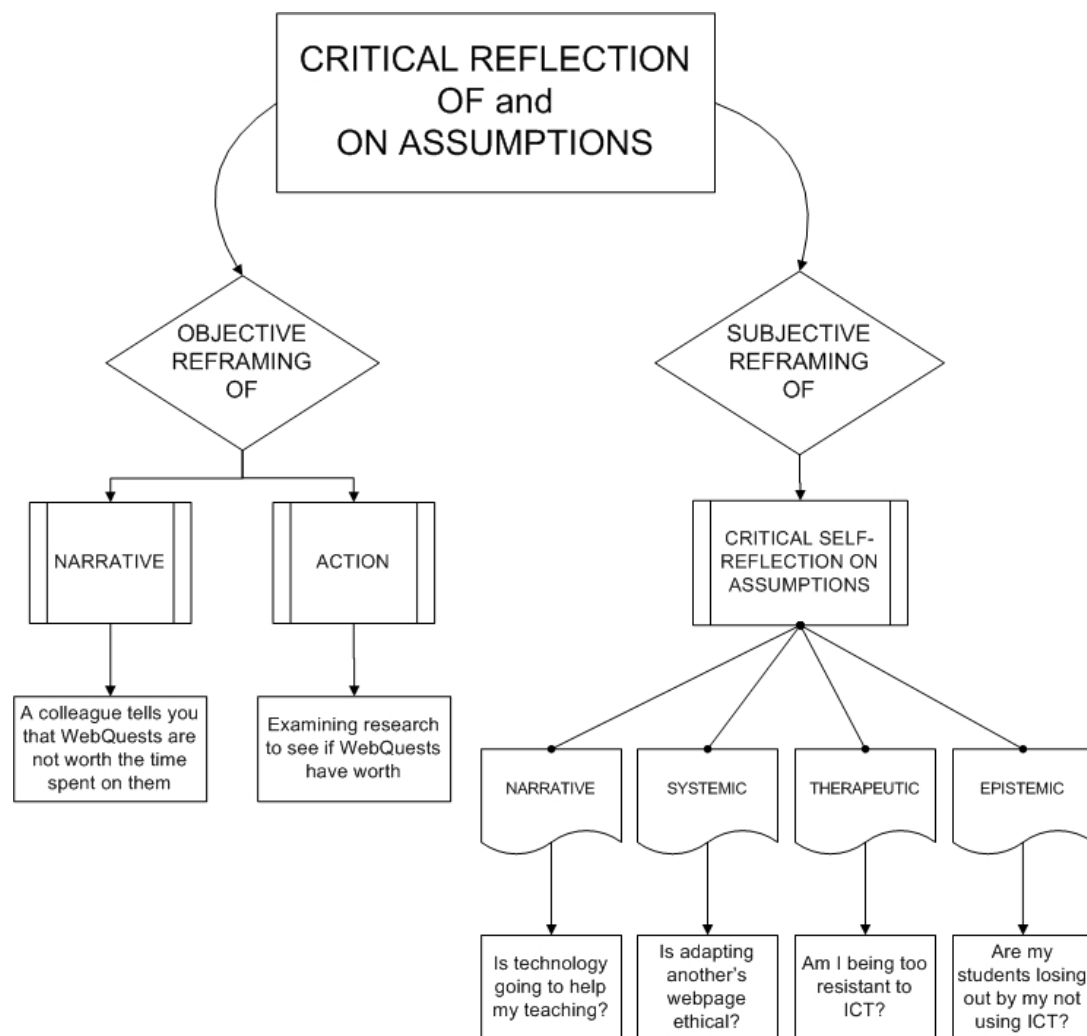 CRITICAL REFLECTION
OF and
ON ASSUMPTIONS
OBJECTIVE
REFRAMING
OF
SUBJECTIVE
REFRAMING
OF
NARRATIVE
ACTION
CRITICAL SELF-
REFLECTION ON
ASSUMPTIONS
A colleague tells you
that WebQuests are
not worth the time
spent on them
Examining research
to see if WebQuests
have worth
NARRATIVE
SYSTEMIC
THERAPEUTIC
EPISTEMIC
Is technology
going to help
my teaching?
Is adapting
another's
webpage
ethical?
Am I being too
resistant to
ICT?
Are my
students losing
out by my not
using ICT?